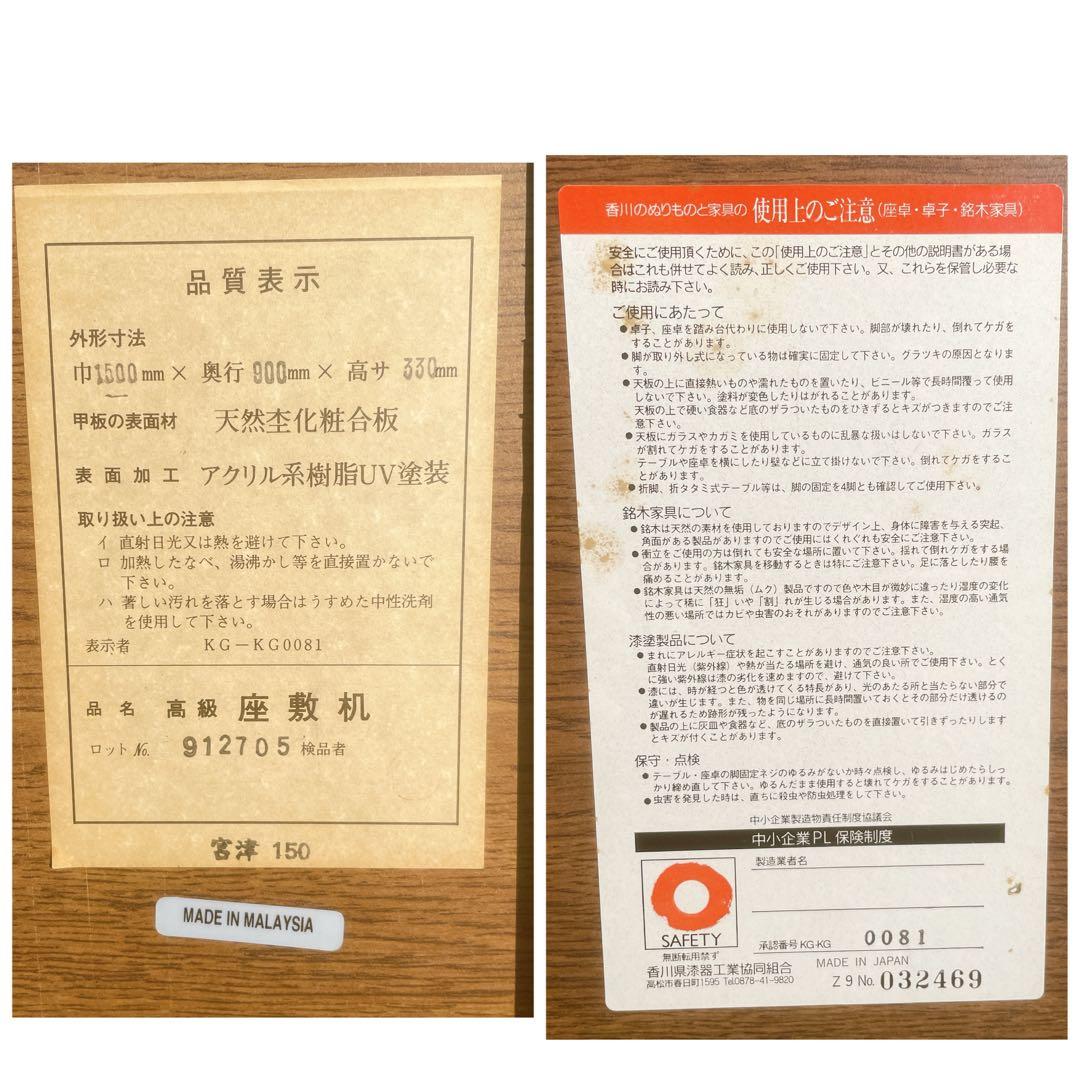 品質表示
外形寸法
巾1500mm × 奥行 900mm × 高サ 330mm
甲板の表面材 天然杢化粧合板
表面加工 アクリル系樹脂UV塗装
取り扱い上の注意
イ 直射日光又は熱を避けて下さい。
ロ 加熱したなべ、湯沸かし等を直接置かないで
下さい。
ハ 著しい汚れを落とす場合はうすめた中性洗剤
を使用して下さい。
表示者 KG-KG0081
品名 高級 座敷机
ロット No. 912705 検品者
宮津 150
MADE IN MALAYSIA
香川のぬりものと家具の 使用上のご注意(座卓・卓子・銘木家具)
安全にご使用頂くために、この「使用上のご注意」とその他の説明書がある場
合はこれも併せてよく読み、正しくご使用下さい。又、これらを保管し必要な
時にお読み下さい。
ご使用にあたって
●卓子、座卓を踏み台代わりに使用しないで下さい。脚部が壊れたり、倒れてケガを
することがあります。
●脚が取り外し式になっている物は確実に固定して下さい。グラツキの原因となりま
す。
●天板の上に直接熱いものや濡れたものを置いたり、ビニール等で長時間覆って使用
しないで下さい。塗料が変色したりはがれることがあります。
天板の上で硬い食器など底のザラついたものをひきずるとキズがつきますのでご注
意下さい。
●天板にガラスやカガミを使用しているものに乱暴な扱いはしないで下さい。ガラス
が割れてケガをすることがあります。
テーブルや座卓を横にしたり壁などに立て掛けないで下さい。倒れてケガをするこ
とがあります。
●折脚、折タタミ式テーブル等は、脚の固定を4脚とも確認してご使用下さい。
銘木家具について
●銘木は天然の素材を使用しておりますのでデザイン上、身体に障害を与える突起、
角面がある製品がありますのでご使用にはくれぐれも安全にご注意下さい。
●衝立をご使用の方は倒れても安全な場所に置いて下さい。揺れて倒れケガをする場
合があります。銘木家具を移動するときは特にご注意下さい。足に落としたり腰を
痛めることがあります。
●銘木家具は天然の無垢（ムク）製品ですので色や木目が微妙に違ったり湿度の変化
によって稀に「狂」いや「割」れが生じる場合があります。また、湿度の高い通気
性の悪い場所ではカビや虫害のおそれがありますのでご注意下さい。
漆塗製品について
●まれにアレルギー症状を起こすことがありますのでご注意下さい。
直射日光（紫外線）や熱が当たる場所を避け、通気の良い所でご使用下さい。とく
に強い紫外線は漆の劣化を速めますので、避けて下さい。
●漆には、時が経つと色が透けてくる特長があり、光のあたる所と当たらない部分で
違いが生じます。また、物を同じ場所に長時間置いておくとその部分だけ透けるの
が遅れるため跡形が残ったようになります。
●製品の上に灰皿や食器など、底のザラついたものを直接置いて引きずったりします
とキズが付くことがあります。
保守・点検
●テーブル・座卓の脚固定ネジのゆるみがないか時々点検し、ゆるみはじめたらしっ
かり締め直して下さい。ゆるんだまま使用すると壊れてケガをすることがあります。
●虫害を発見した時は、直ちに殺虫や防虫処理をして下さい。
中小企業製造物責任制度協議会
中小企業PL保険制度
製造業者名
SAFETY
承認番号 KG-KG 0081
無断転用禁ず
香川県漆器工業協同組合
MADE IN JAPAN
高松市春日町1595 Tel.0878-41-9820
Z 9 No. 032469